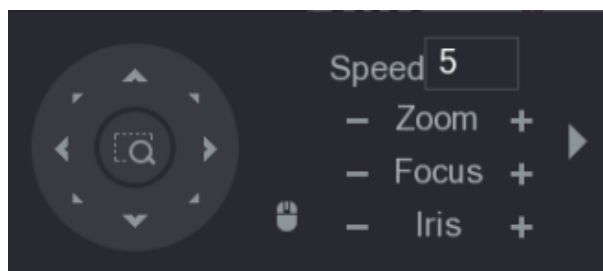 Speed 5
− Zoom +
− Focus +
− Iris +